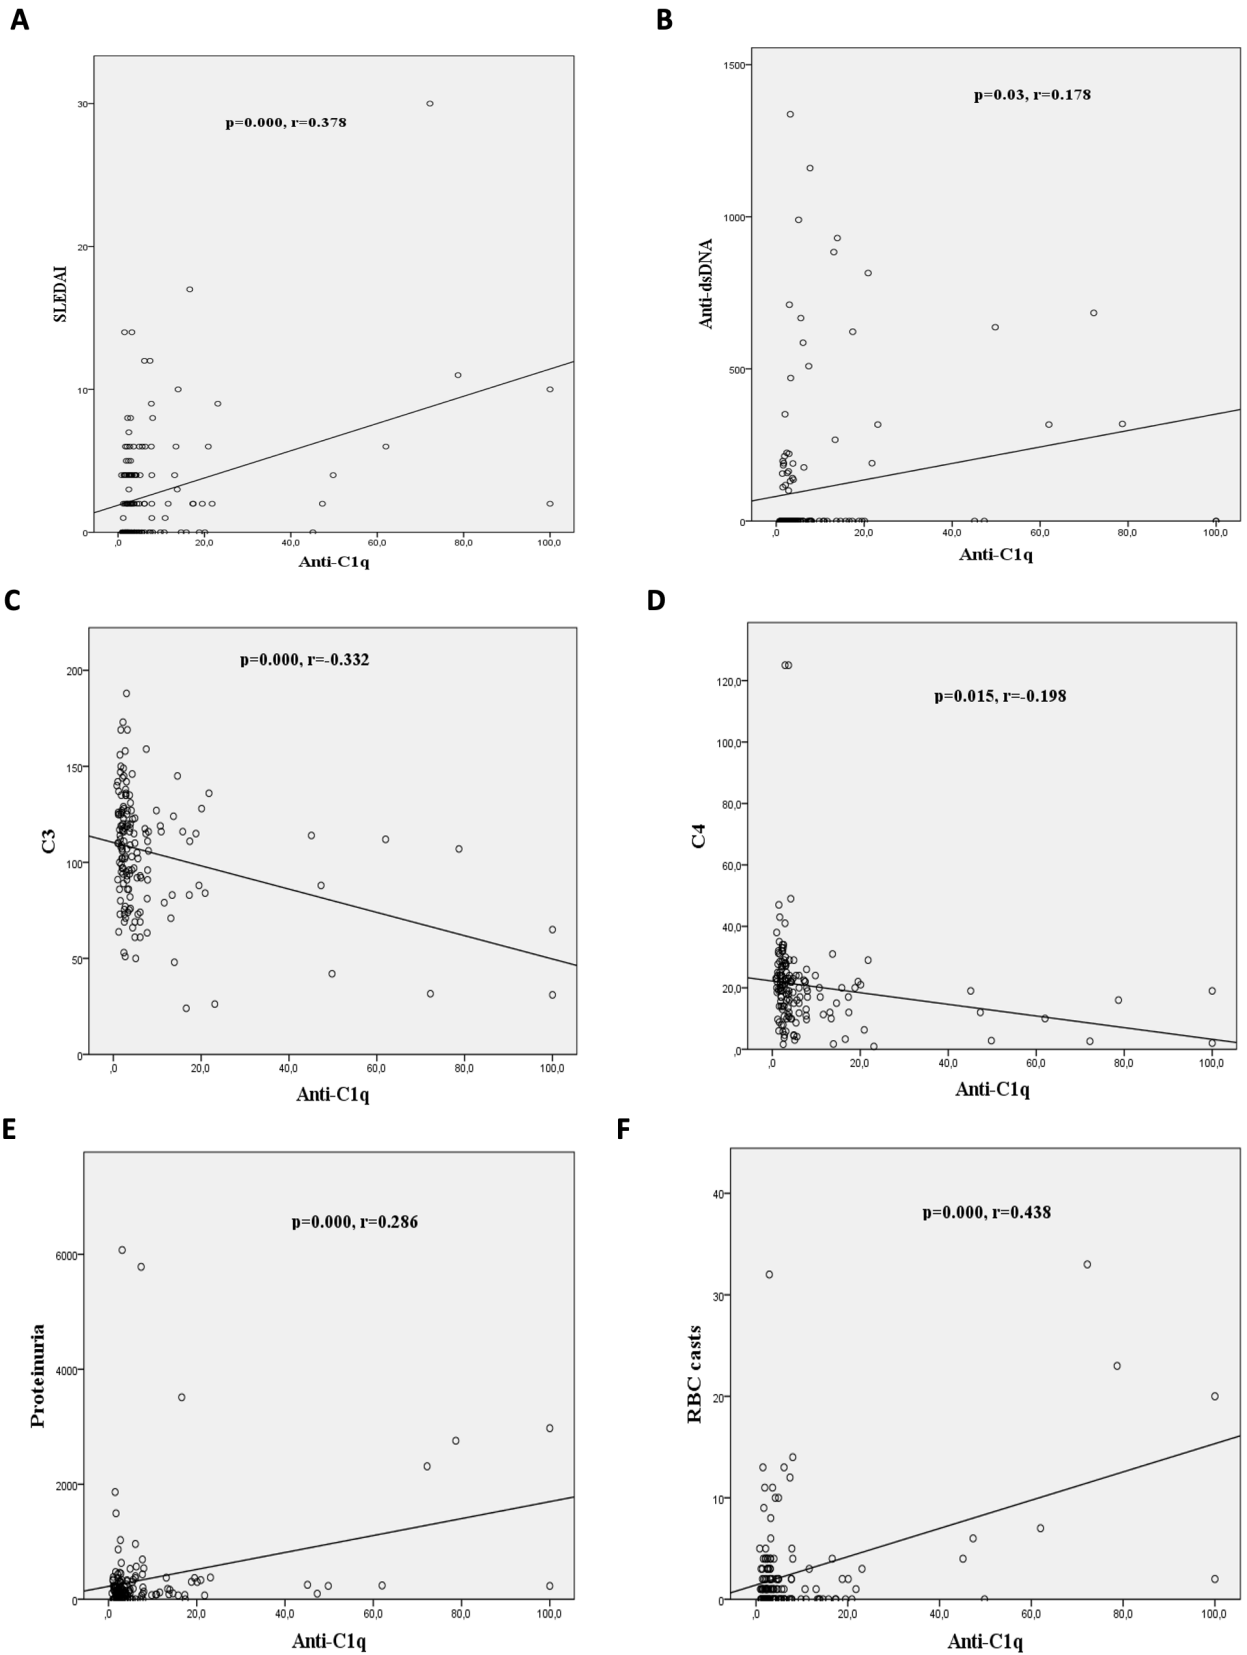 A
B
p=0.000, r=0.378
SLEDAI
30
20
10
0
,0 20,0 40,0 60,0 80,0 100,0
Anti-C1q
p=0.03, r=0.178
Anti-dsDNA
1500
1000
500
0
,0 20,0 40,0 60,0 80,0 100,0
Anti-C1q
C
D
p=0.000, r=-0.332
C3
200
150
100
50
0
,0 20,0 40,0 60,0 80,0 100,0
Anti-C1q
p=0.015, r=-0.198
C4
120,0
100,0
80,0
60,0
40,0
20,0
,0
,0 20,0 40,0 60,0 80,0 100,0
Anti-C1q
E
F
p=0.000, r=0.286
Proteinuria
6000
4000
2000
0
,0 20,0 40,0 60,0 80,0 100,0
Anti-C1q
p=0.000, r=0.438
RBC casts
40
30
20
10
0
,0 20,0 40,0 60,0 80,0 100,0
Anti-C1q